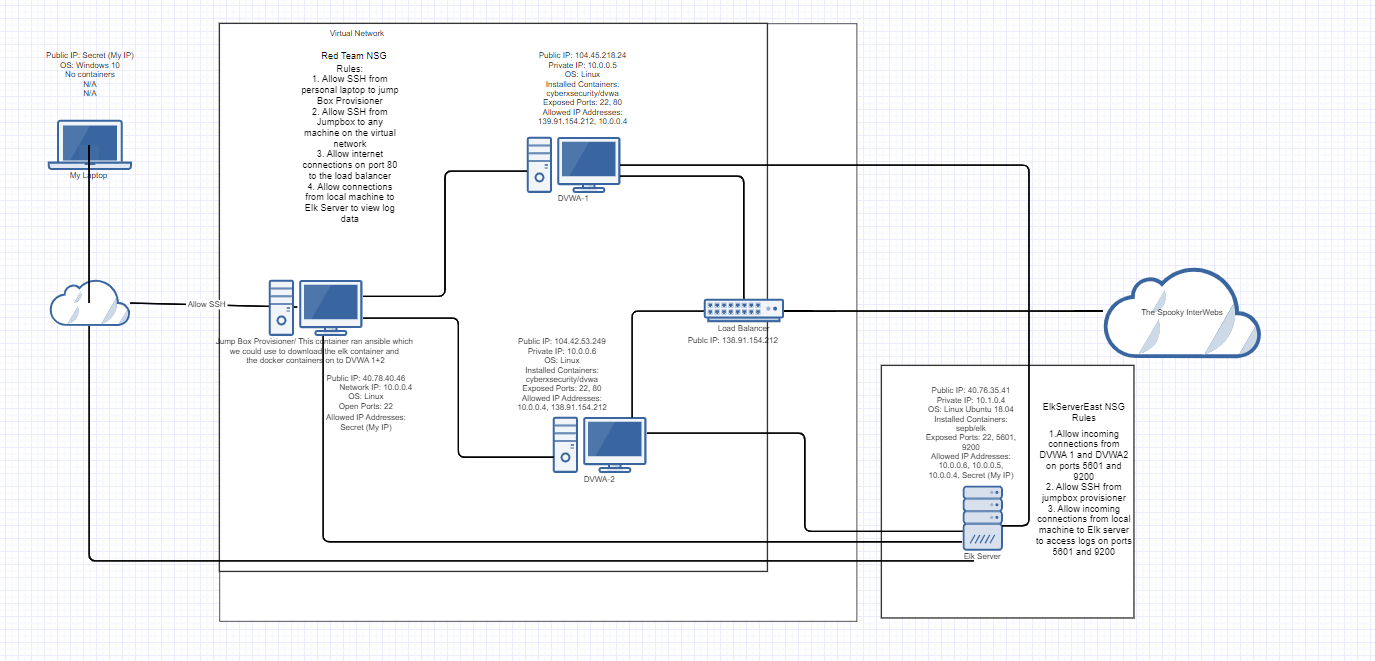 Virtual Network
Public IP: Secret (My IP)
OS: Windows 10
No containers
N/A
N/A
My Laptop
Red Team NSG
Rules:
1. Allow SSH from
personal laptop to jump
Box Provisioner
2. Allow SSH from
Jumpbox to any
machine on the virtual
network
3. Allow internet
connections on port 80
to the load balancer
4. Allow connections
from local machine to
Elk Server to view log
data
Public IP: 104.45.218.24
Private IP: 10.0.0.5
OS: Linux
Installed Containers:
cyberxsecurity/dvwa
Exposed Ports: 22, 80
Allowed IP Addresses:
139.91.154.212, 10.0.0.4
DVWA-1
Allow SSH
Jump Box Provisioner/ This container ran ansible which
we could use to download the elk container and
the docker containers on to DVWA 1+2
Public IP: 40.78.40.46
Network IP: 10.0.0.4
OS: Linux
Open Ports: 22
Allowed IP Addresses:
Secret (My IP)
Public IP: 104.42.53.249
Private IP: 10.0.0.6
OS: Linux
Installed Containers:
cyberxsecurity/dvwa
Exposed Ports: 22, 80
Allowed IP Addresses:
10.0.0.4, 138.91.154.212
DVWA-2
Load Balancer
Public IP: 138.91.154.212
The Spooky InterWebs
Public IP: 40.76.35.41
Private IP: 10.1.0.4
OS: Linux Ubuntu 18.04
Installed Containers:
sepb/elk
Exposed Ports: 22, 5601,
9200
Allowed IP Addresses:
10.0.0.6, 10.0.0.5,
10.0.0.4, Secret (My IP)
Elk Server
ElkServerEast NSG
Rules
1.Allow incoming
connections from
DVWA 1 and DVWA2
on ports 5601 and
9200
2. Allow SSH from
jumpbox provisioner
3. Allow incoming
connections from local
machine to Elk server
to access logs on ports
5601 and 9200